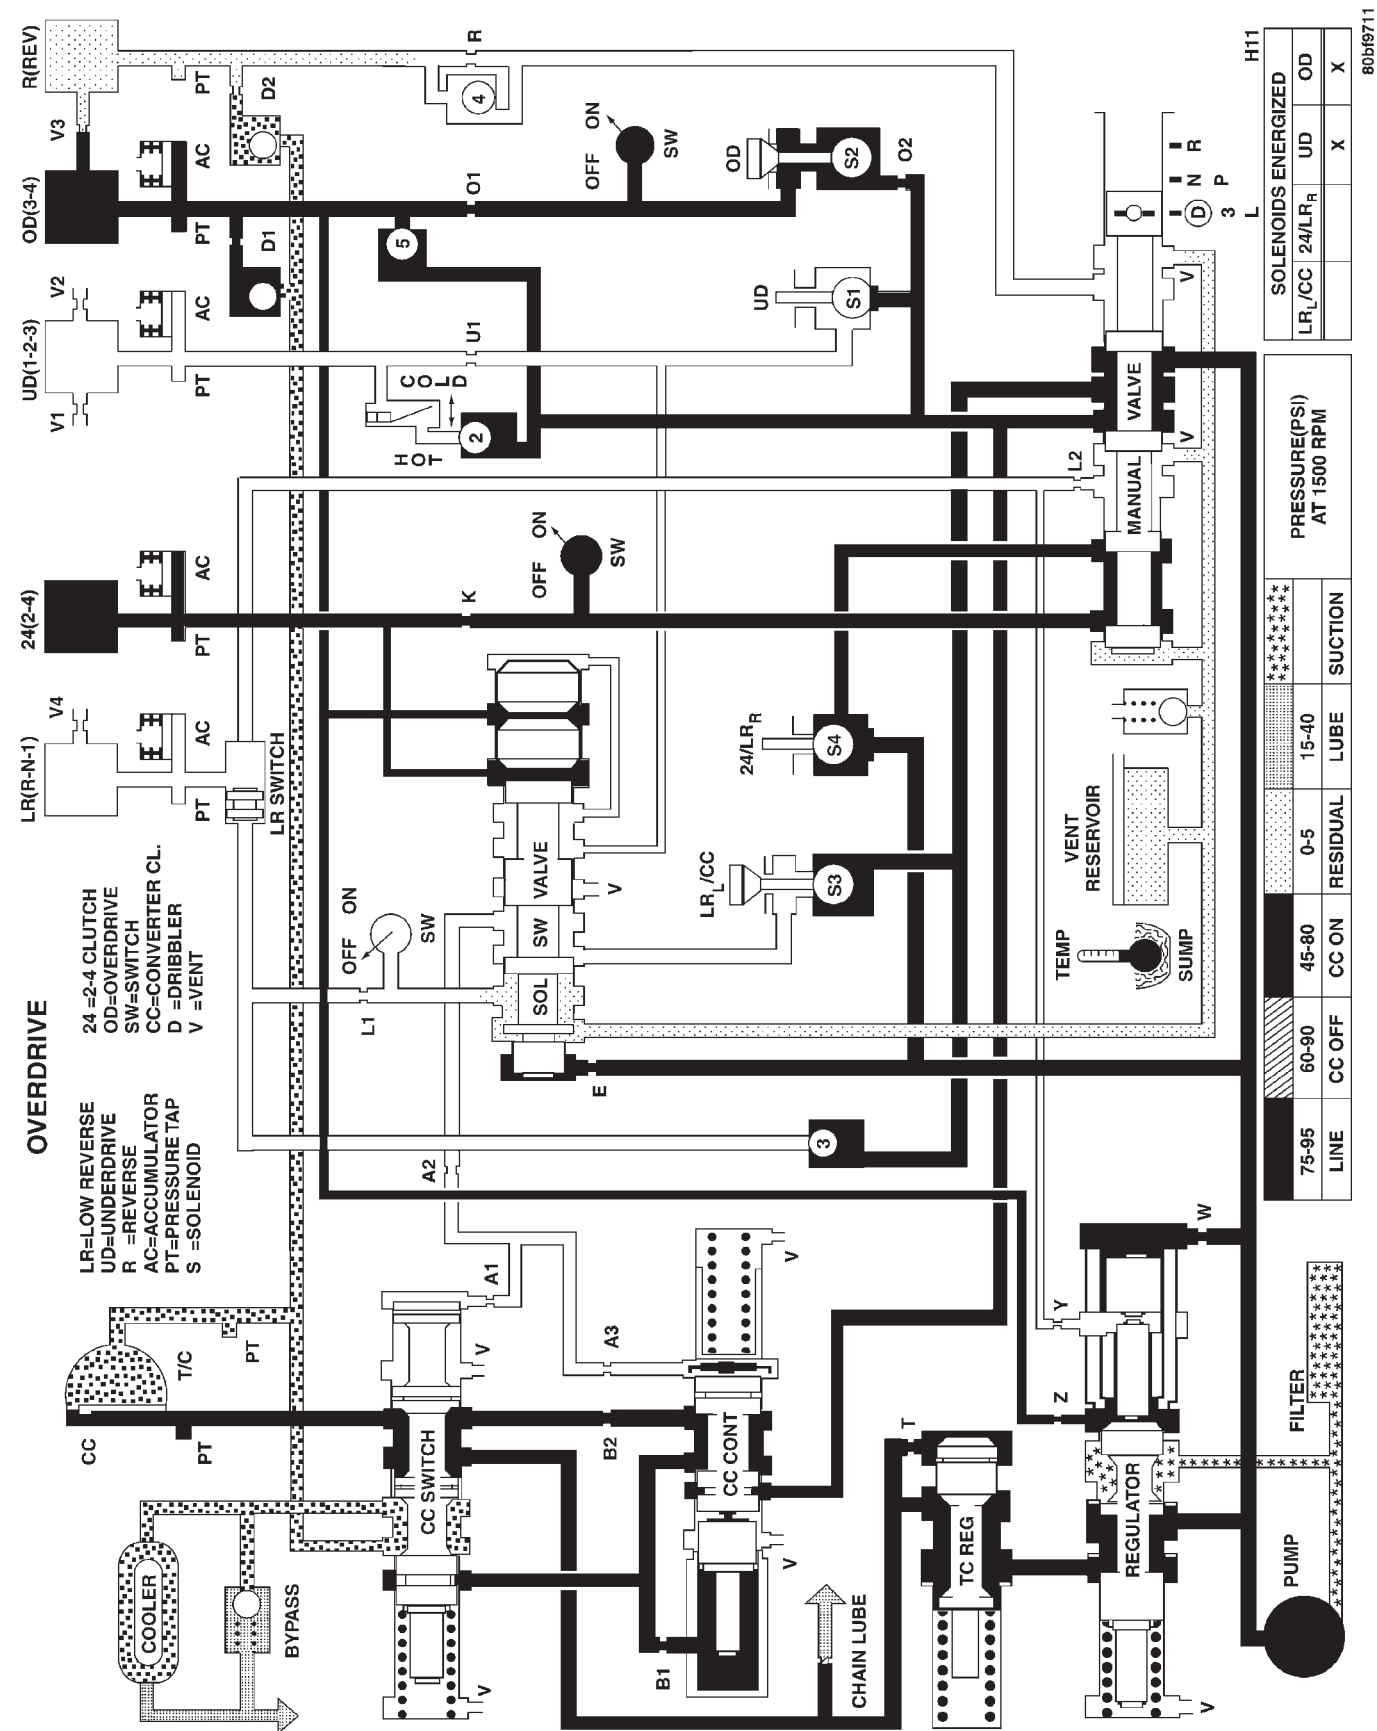 OVERDRIVE
LR=LOW REVERSE
UD=UNDERDRIVE
R =REVERSE
AC=ACCUMULATOR
PT=PRESSURE TAP
S =SOLENOID
24 =2-4 CLUTCH
OD=OVERDRIVE
SW=SWITCH
CC=CONVERTER CL.
D =DRIBBLER
V =VENT
LR(R-N-1)
V4
24(2-4)
V1
UD(1-2-3)
V2
OD(3-4)
V3
R(REV)
PT
AC
PT
AC
PT
AC
PT
AC
PT
D1
D2
LR SWITCH
CC
PT
T/C
PT
COOLER
BYPASS
OFF
ON
SW
L1
HOT
COLD
2
U1
5
O1
4
R
K
OFF
ON
SW
OFF
ON
SW
V
CC SWITCH
V
A1
A2
A3
B2
B1
E
SOL
SW
VALVE
V
UD
S1
OD
S2
O2
V
CC CONT
V
3
LRL/CC
S3
24/LRR
S4
CHAIN LUBE
T
TC REG
Z
Y
W
L2
V
REGULATOR
TEMP
SUMP
VENT
RESERVOIR
MANUAL
VALVE
V
V
D
N
R
3
P
L
PUMP
FILTER
75-95
60-90
45-80
0-5
15-40
LINE
CC OFF
CC ON
RESIDUAL
LUBE
SUCTION
PRESSURE(PSI)
AT 1500 RPM
H11
SOLENOIDS ENERGIZED
LRL/CC
24/LRR
UD
OD
X
X
80bf9711